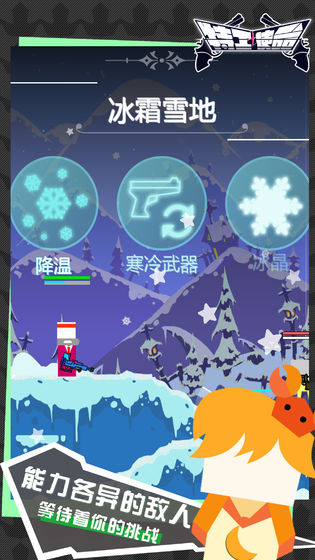 冰霜雪地
降温
寒冷武器
冰晶
能力各异的敌人
等待着你的挑战